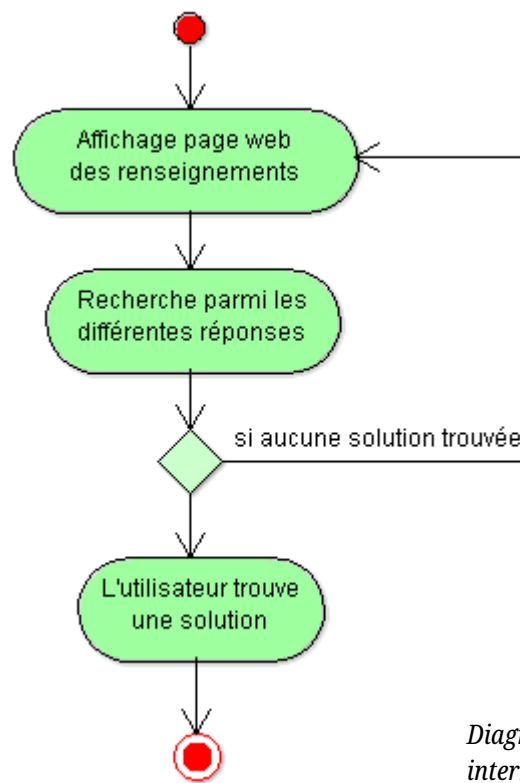 Affichage page web
des renseignements
Recherche parmi les
différentes réponses
si aucune solution trouvée
L'utilisateur trouve
une solution